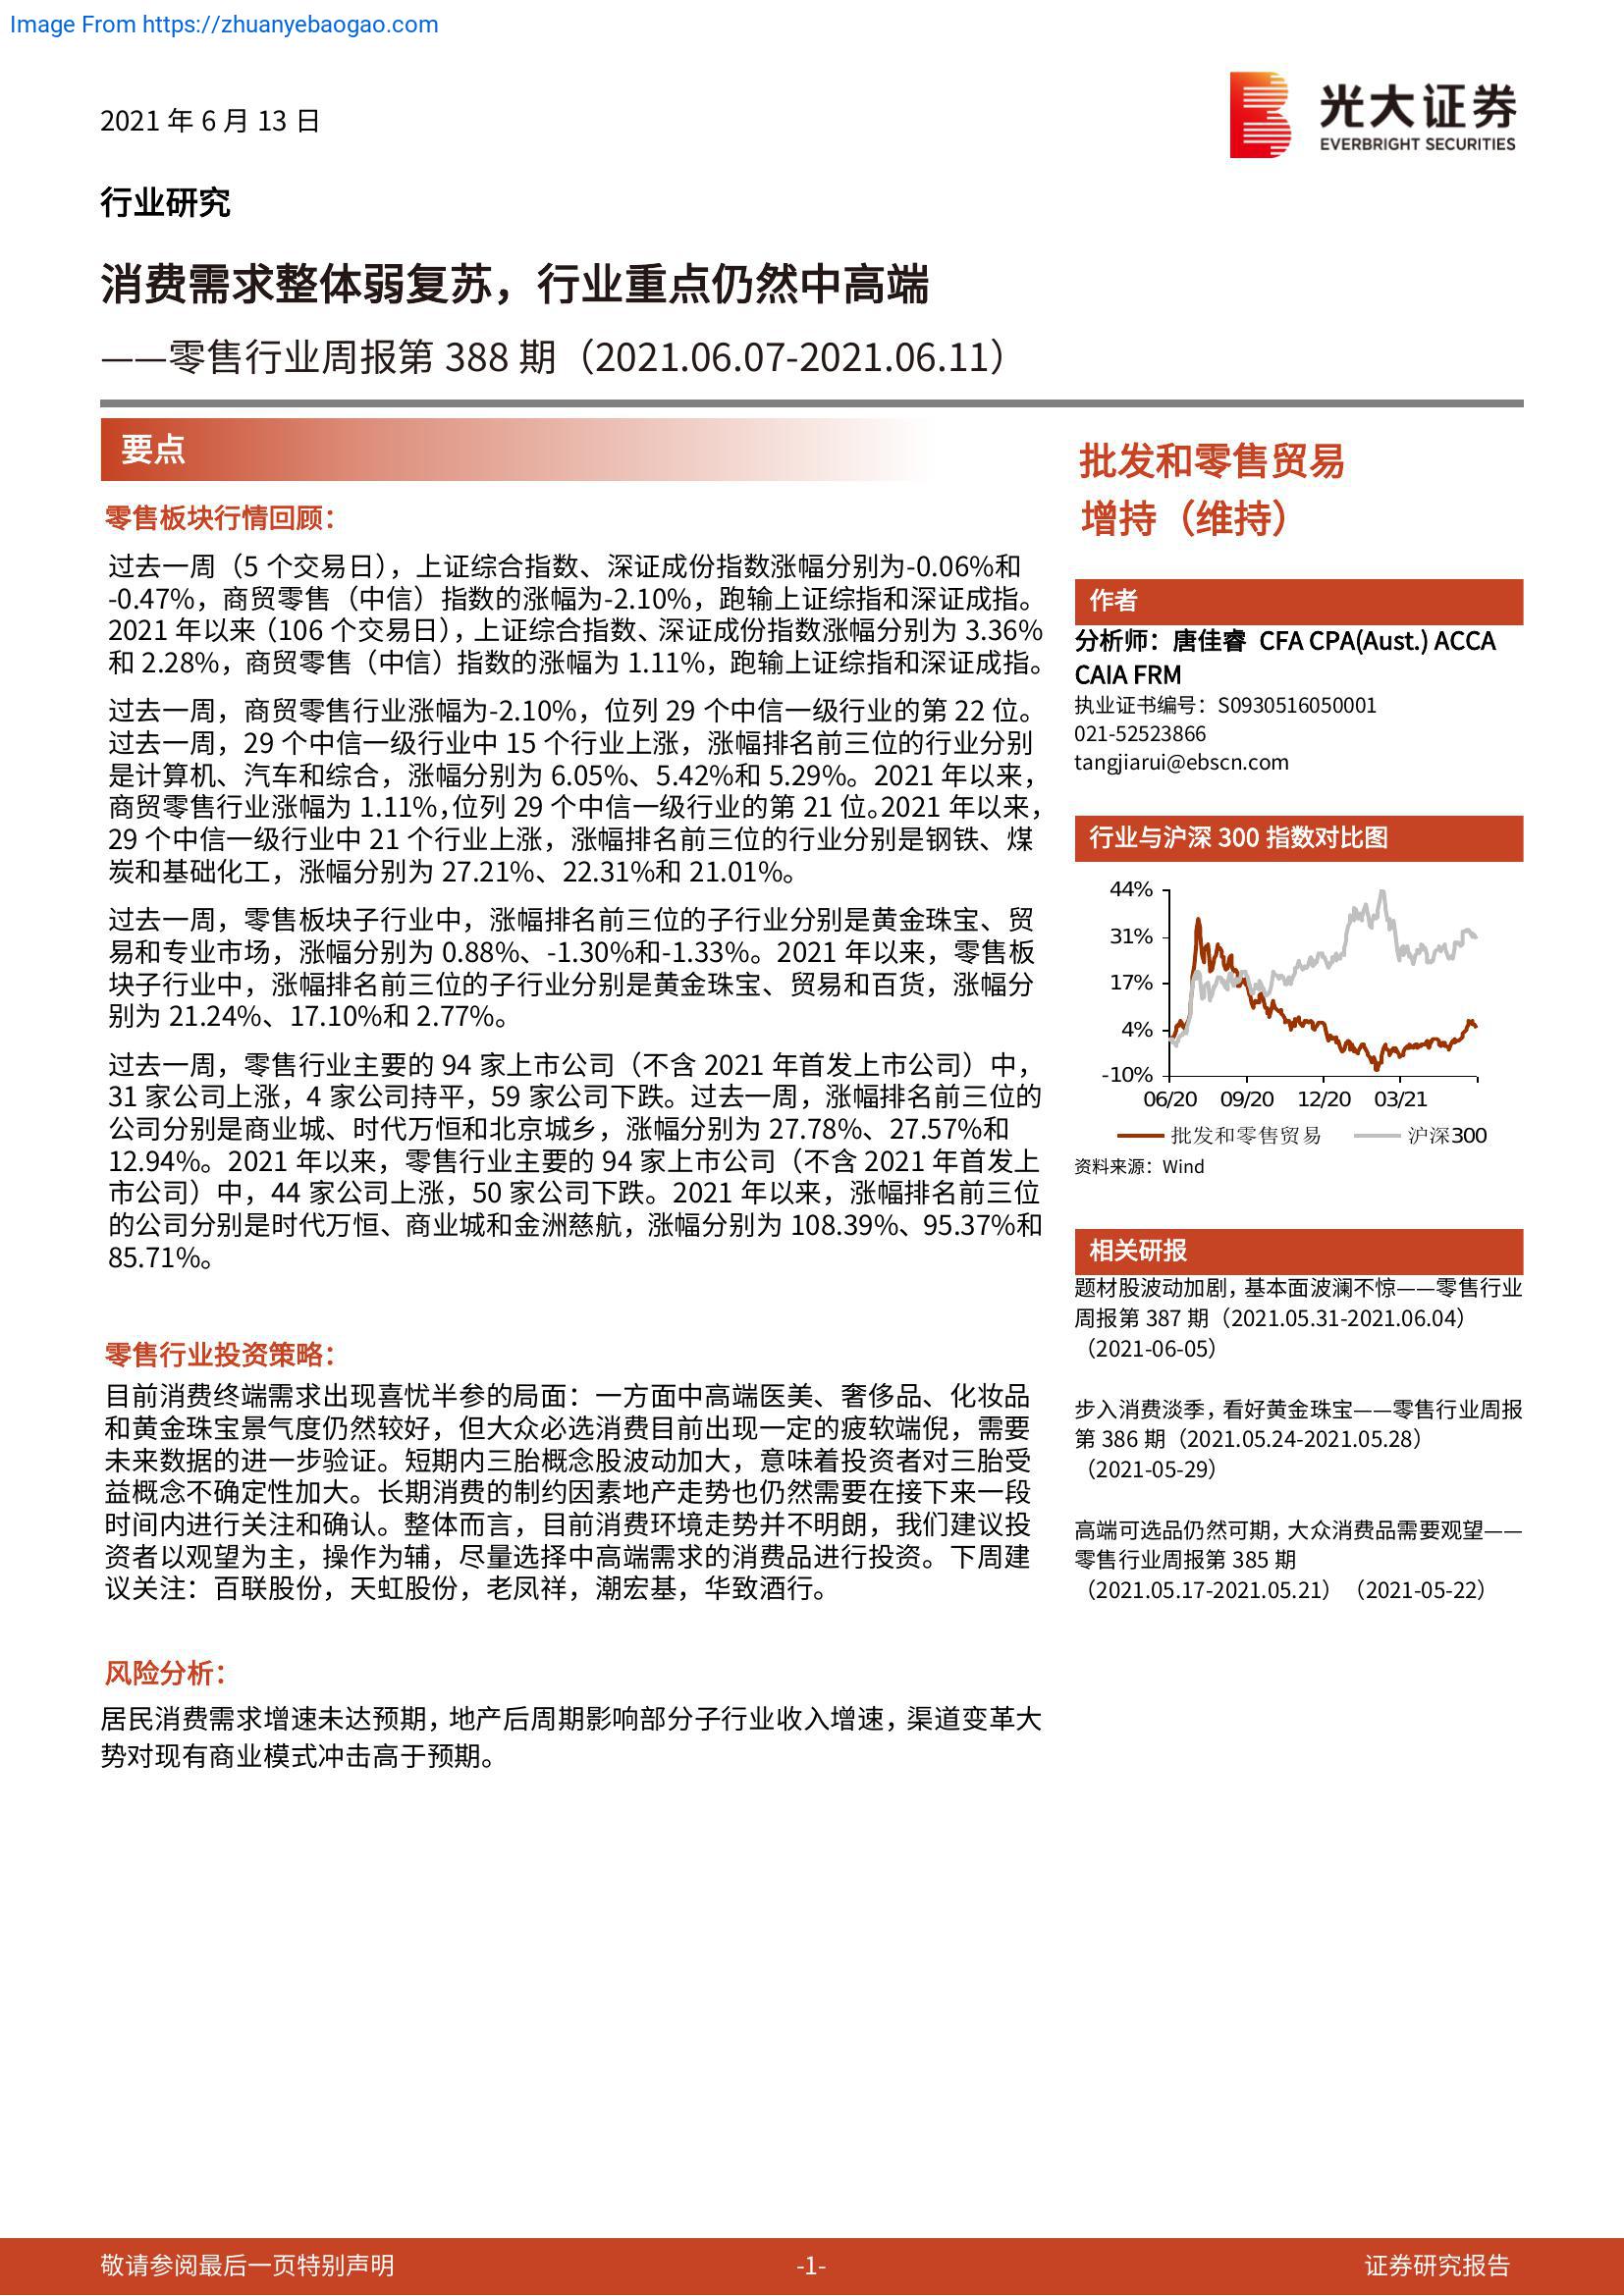 Image From https://zhuanyebaogao.com
2021 年 6 月 13 日
光大证券
EVERBRIGHT SECURITIES
行业研究
消费需求整体弱复苏，行业重点仍然中高端
——零售行业周报第 388 期（2021.06.07-2021.06.11）
要点
零售板块行情回顾：
过去一周（5 个交易日），上证综合指数、深证成份指数涨幅分别为-0.06%和
-0.47%，商贸零售（中信）指数的涨幅为-2.10%，跑输上证综指和深证成指。
2021 年以来（106 个交易日），上证综合指数、深证成份指数涨幅分别为 3.36%
和 2.28%，商贸零售（中信）指数的涨幅为 1.11%，跑输上证综指和深证成指。
过去一周，商贸零售行业涨幅为-2.10%，位列 29 个中信一级行业的第 22 位。
过去一周，29 个中信一级行业中 15 个行业上涨，涨幅排名前三位的行业分别
是计算机、汽车和综合，涨幅分别为 6.05%、5.42%和 5.29%。2021 年以来，
商贸零售行业涨幅为 1.11%，位列 29 个中信一级行业的第 21 位。2021 年以来，
29 个中信一级行业中 21 个行业上涨，涨幅排名前三位的行业分别是钢铁、煤
炭和基础化工，涨幅分别为 27.21%、22.31%和 21.01%。
过去一周，零售板块子行业中，涨幅排名前三位的子行业分别是黄金珠宝、贸
易和专业市场，涨幅分别为 0.88%、-1.30%和-1.33%。2021 年以来，零售板
块子行业中，涨幅排名前三位的子行业分别是黄金珠宝、贸易和百货，涨幅分
别为 21.24%、17.10%和 2.77%。
过去一周，零售行业主要的 94 家上市公司（不含 2021 年首发上市公司）中，
31 家公司上涨，4 家公司持平，59 家公司下跌。过去一周，涨幅排名前三位的
公司分别是商业城、时代万恒和北京城乡，涨幅分别为 27.78%、27.57%和
12.94%。2021 年以来，零售行业主要的 94 家上市公司（不含 2021 年首发上
市公司）中，44 家公司上涨，50 家公司下跌。2021 年以来，涨幅排名前三位
的公司分别是时代万恒、商业城和金洲慈航，涨幅分别为 108.39%、95.37%和
85.71%。
零售行业投资策略：
目前消费终端需求出现喜忧半参的局面：一方面中高端医美、奢侈品、化妆品
和黄金珠宝景气度仍然较好，但大众必选消费目前出现一定的疲软端倪，需要
未来数据的进一步验证。短期内三胎概念股波动加大，意味着投资者对三胎受
益概念不确定性加大。长期消费的制约因素地产走势也仍然需要在接下来一段
时间内进行关注和确认。整体而言，目前消费环境走势并不明朗，我们建议投
资者以观望为主，操作为辅，尽量选择中高端需求的消费品进行投资。下周建
议关注：百联股份，天虹股份，老凤祥，潮宏基，华致酒行。
风险分析：
居民消费需求增速未达预期，地产后周期影响部分子行业收入增速，渠道变革大
势对现有商业模式冲击高于预期。
批发和零售贸易
增持（维持）
作者
分析师：唐佳睿 CFA CPA(Aust.) ACCA
CAIA FRM
执业证书编号：S0930516050001
021-52523866
tangjiarui@ebscn.com
行业与沪深 300 指数对比图
44%
31%
17%
4%
-10%
06/20 09/20 12/20 03/21
批发和零售贸易 沪深300
资料来源：Wind
相关研报
题材股波动加剧，基本面波澜不惊——零售行业
周报第 387 期（2021.05.31-2021.06.04）
（2021-06-05）
步入消费淡季，看好黄金珠宝——零售行业周报
第 386 期（2021.05.24-2021.05.28）
（2021-05-29）
高端可选品仍然可期，大众消费品需要观望——
零售行业周报第 385 期
（2021.05.17-2021.05.21）（2021-05-22）
敬请参阅最后一页特别声明
-1-
证券研究报告